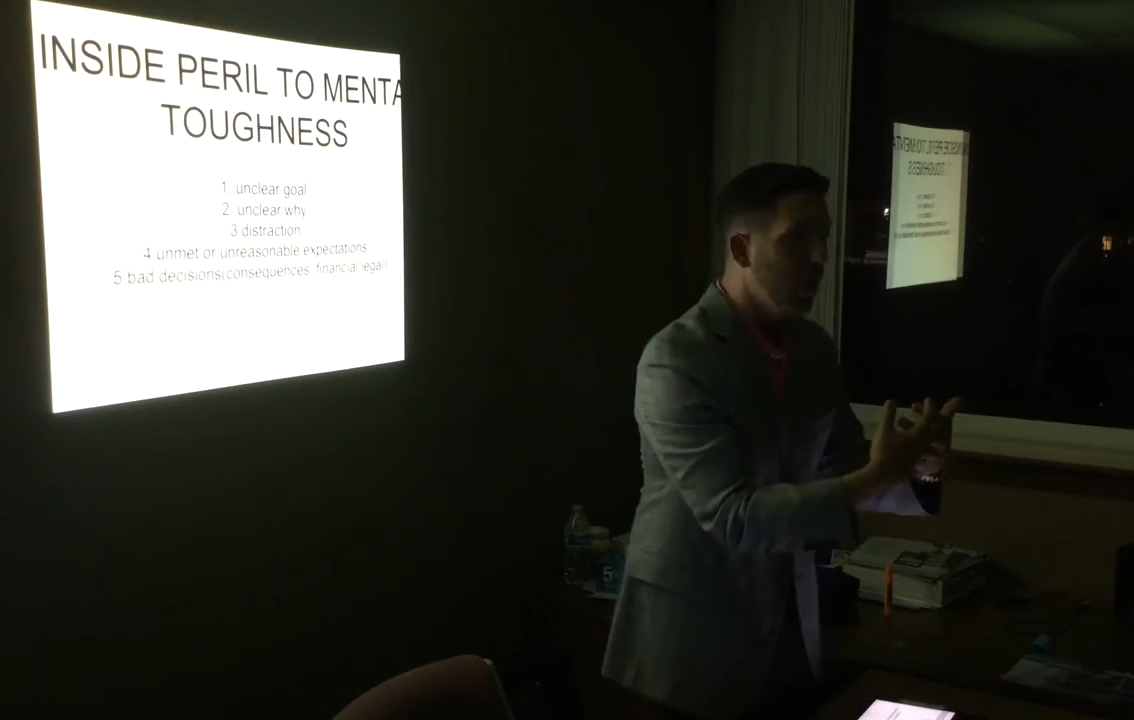 INSIDE PERIL TO MENTA
TOUGHNESS
1 unclear goal
2 unclear why
3 distraction
4 unmet or unreasonable expectations
5 bad decisions(consequences financial legal)
5